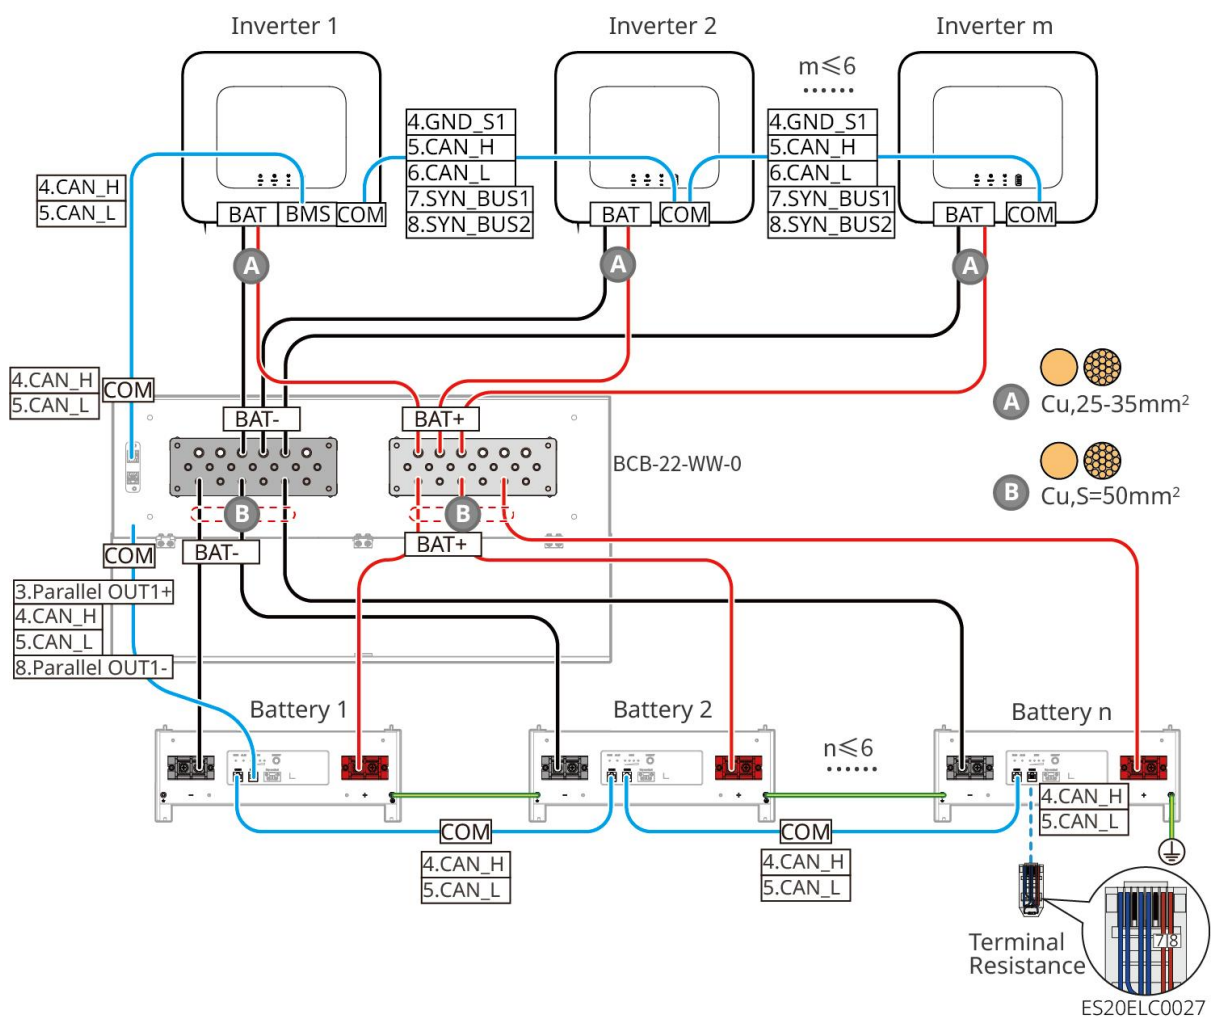 Inverter 1
Inverter 2
Inverter m
m≤6
4.GND_S1
5.CAN_H
6.CAN_L
7.SYN_BUS1
8.SYN_BUS2
4.GND_S1
5.CAN_H
6.CAN_L
7.SYN_BUS1
8.SYN_BUS2
4.CAN_H
5.CAN_L
BAT
BMS
COM
BAT
COM
BAT
COM
A
A
A
4.CAN_H
5.CAN_L
COM
BAT-
BAT+
A
Cu,25-35mm²
BCB-22-WW-0
B
Cu,S=50mm²
B
B
COM
BAT-
BAT+
3.Parallel OUT1+
4.CAN_H
5.CAN_L
8.Parallel OUT1-
Battery 1
Battery 2
Battery n
n≤6
-
+
-
+
-
+
4.CAN_H
5.CAN_L
COM
4.CAN_H
5.CAN_L
COM
4.CAN_H
5.CAN_L
Terminal
Resistance
7 8
ES20ELC0027